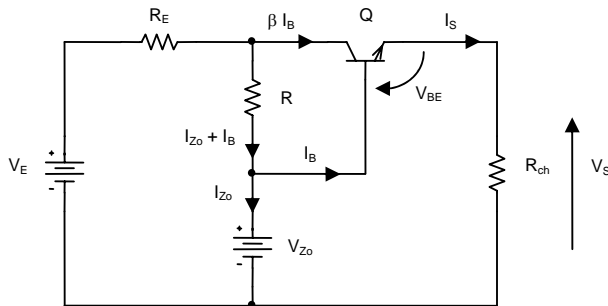 R_E
β I_B
Q
I_S
R
V_BE
I_Zo + I_B
I_B
V_E
+
-
R_ch
V_S
I_Zo
+
-
V_Zo